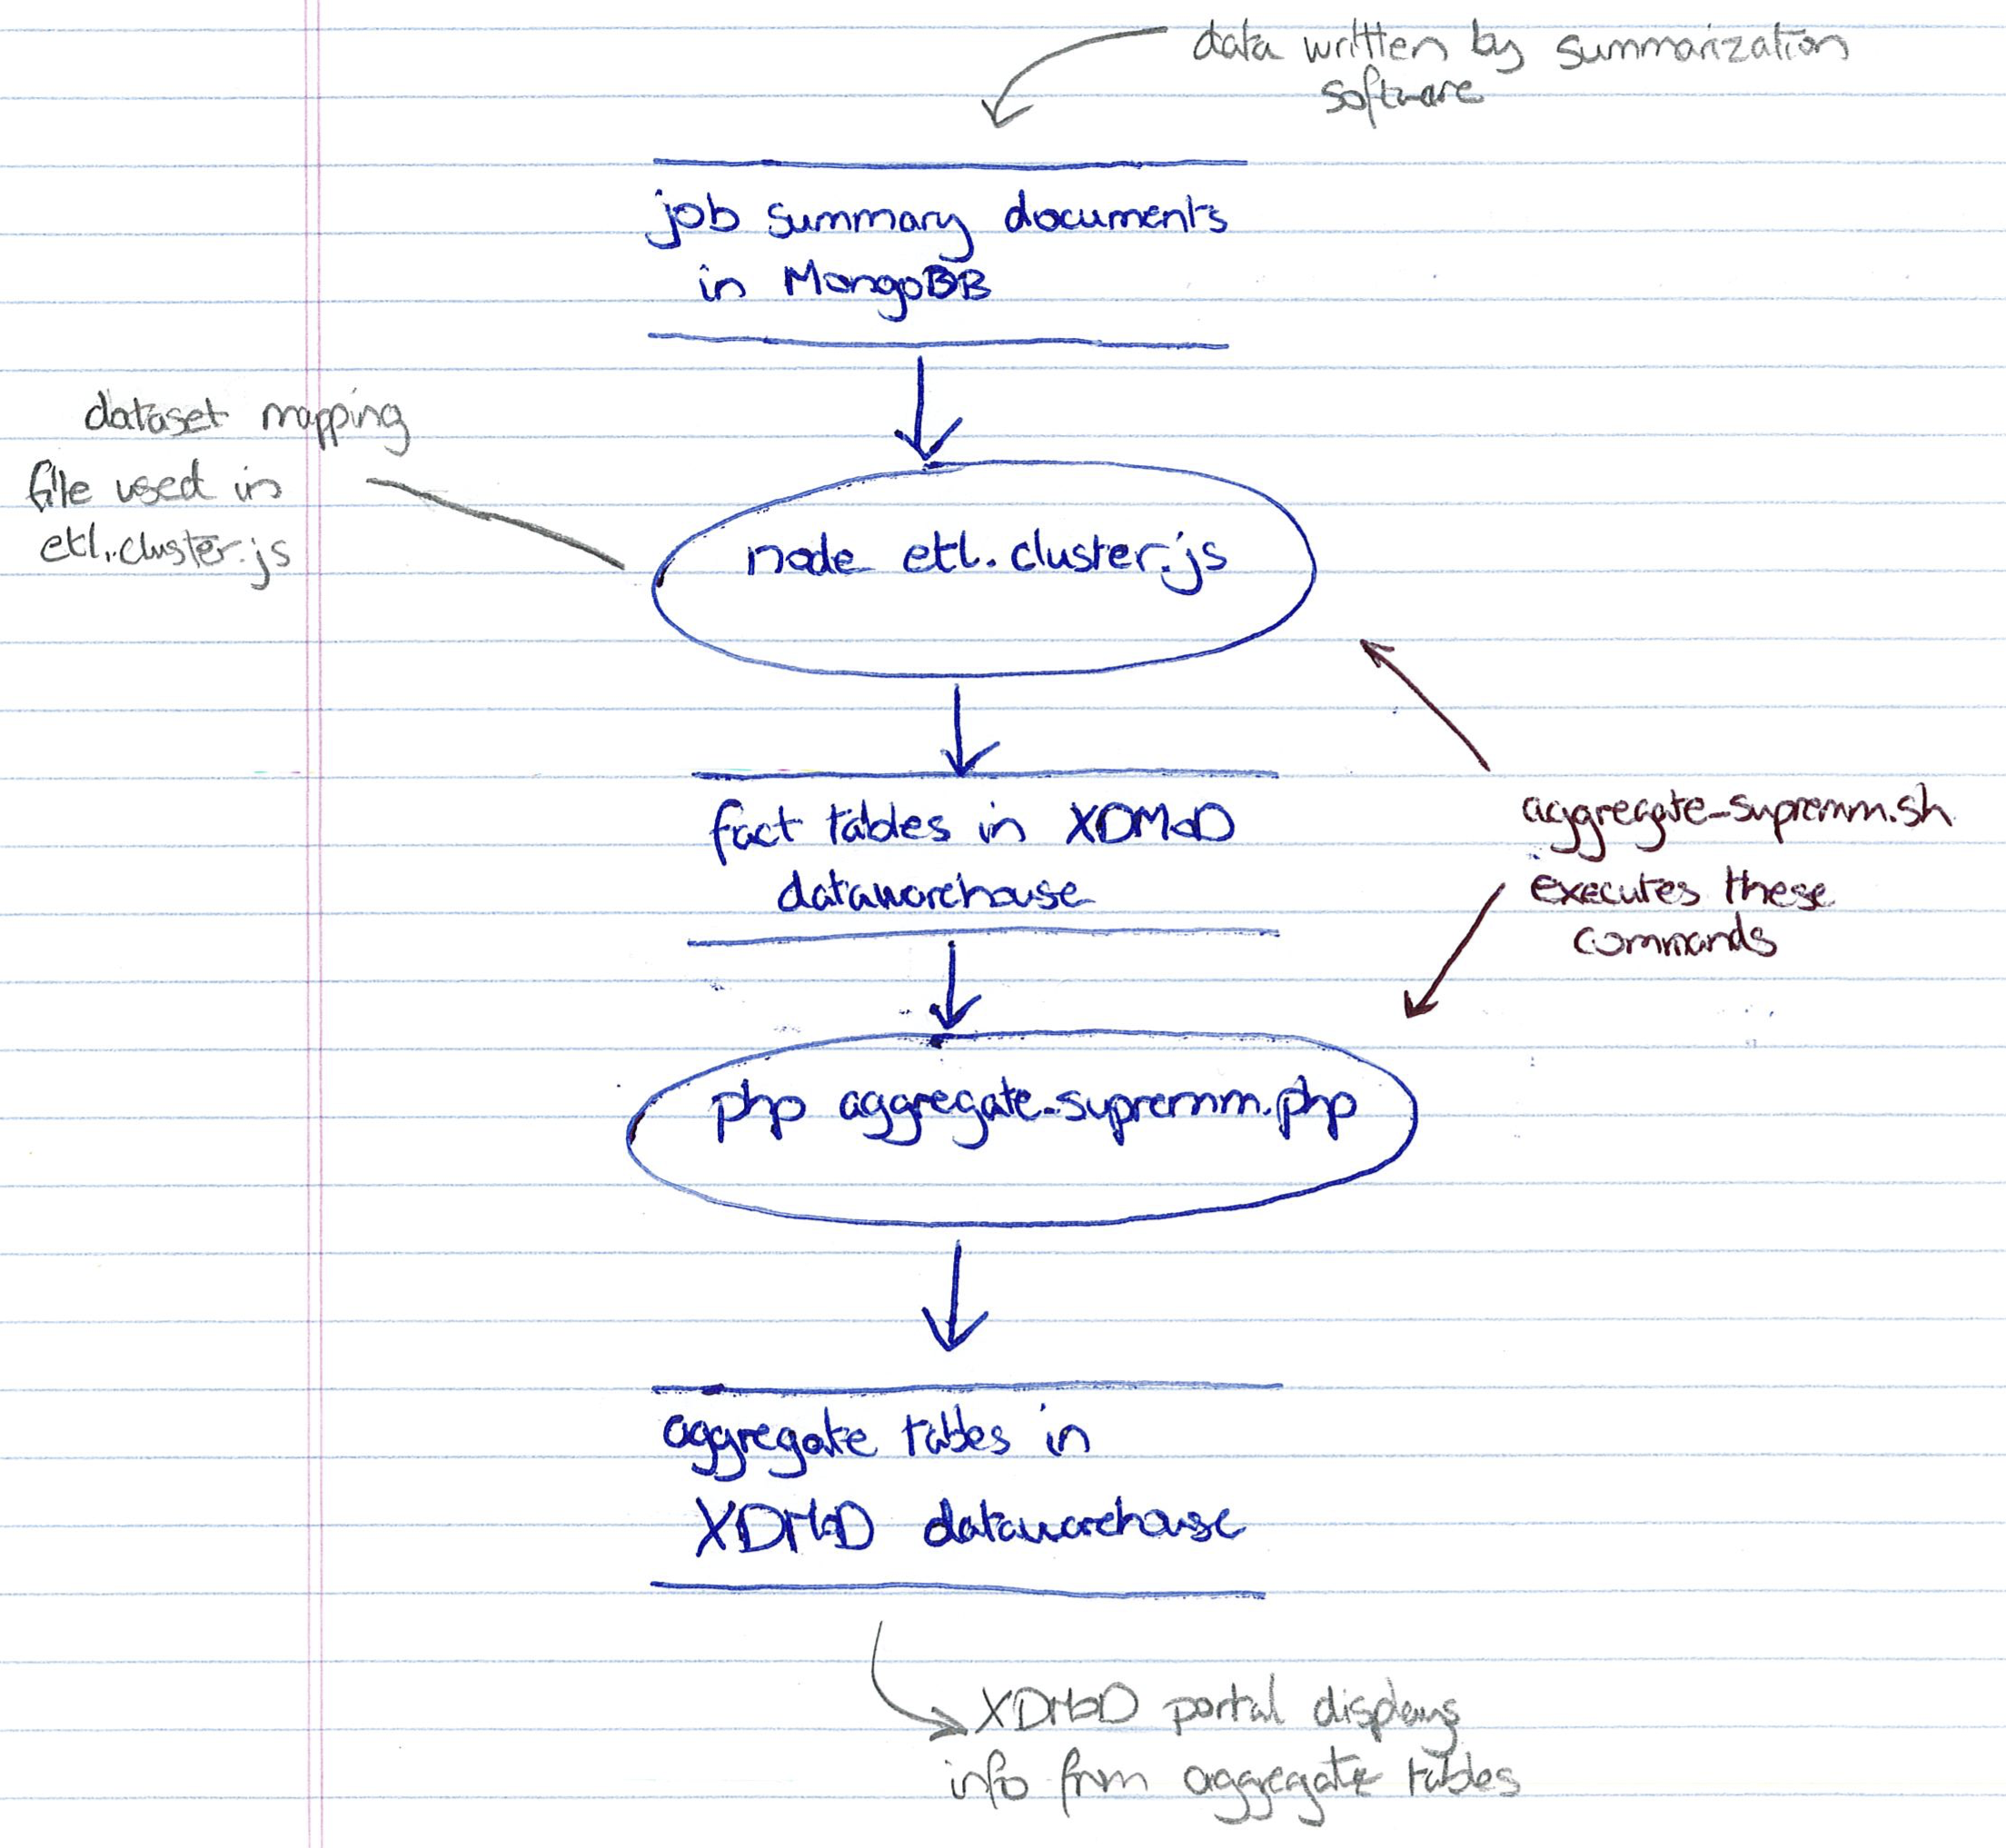 data written by summarization
software
job summary documents
in MongoDB
dataset mapping
file used in
etl.cluster.js
node etl.cluster.js
fact tables in XDMoD
datawarehouse
aggregate-supremm.sh
executes these
commands
php aggregate-supremm.php
aggregate tables in
XDMoD datawarehouse
XDMoD portal displays
info from aggregate tables